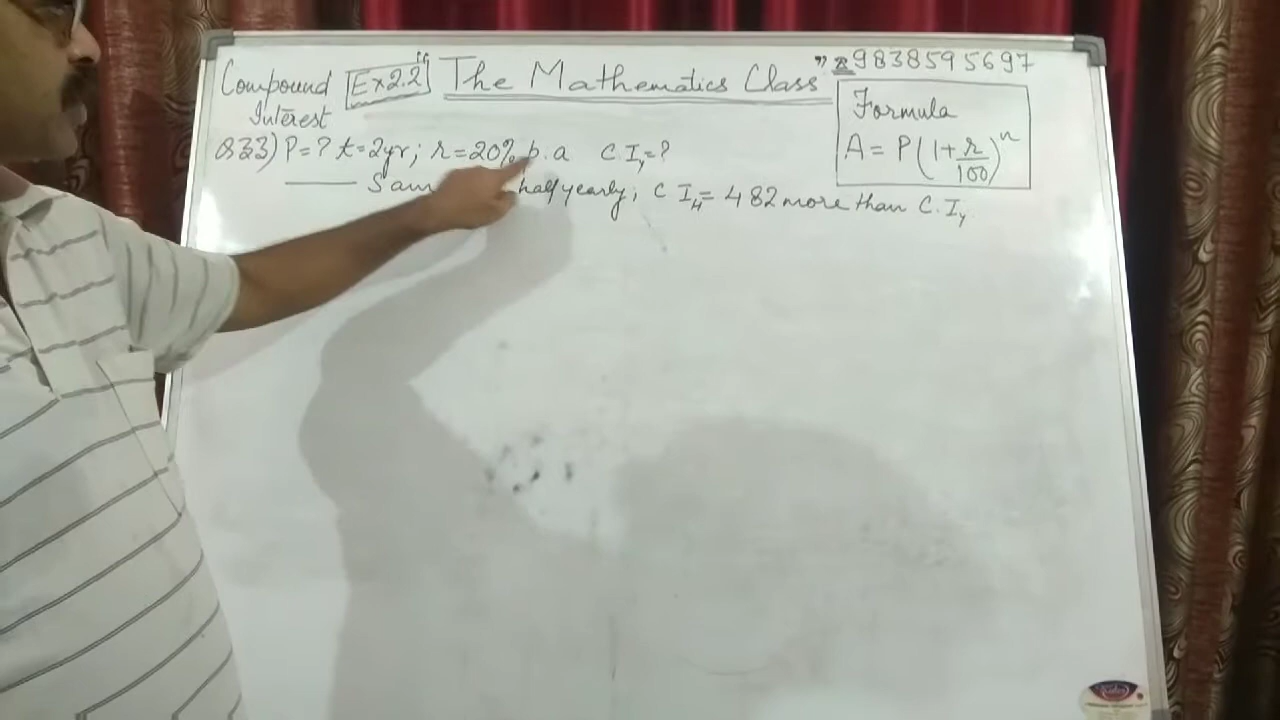 Compound Interest
Ex 2.2
The Mathematics Class
9838595697
Formula
A = P(1+r/100)^n
Q33) P=? t=2yr; r=20% p.a C.I_y=?
Sam half yearly, C I_H = 482 more than C.I_y